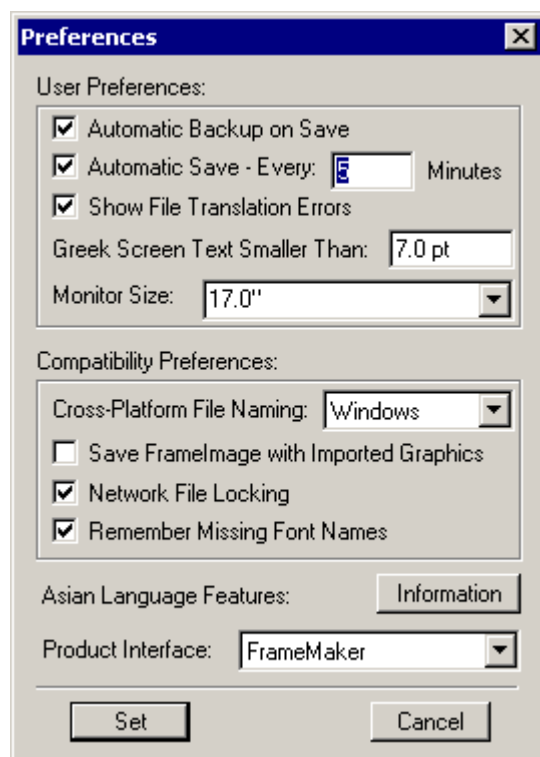 Preferences
User Preferences:
Automatic Backup on Save
Automatic Save - Every: 5 Minutes
Show File Translation Errors
Greek Screen Text Smaller Than: 7.0 pt
Monitor Size: 17.0"
Compatibility Preferences:
Cross-Platform File Naming: Windows
Save FrameImage with Imported Graphics
Network File Locking
Remember Missing Font Names
Asian Language Features: Information
Product Interface: FrameMaker
Set Cancel